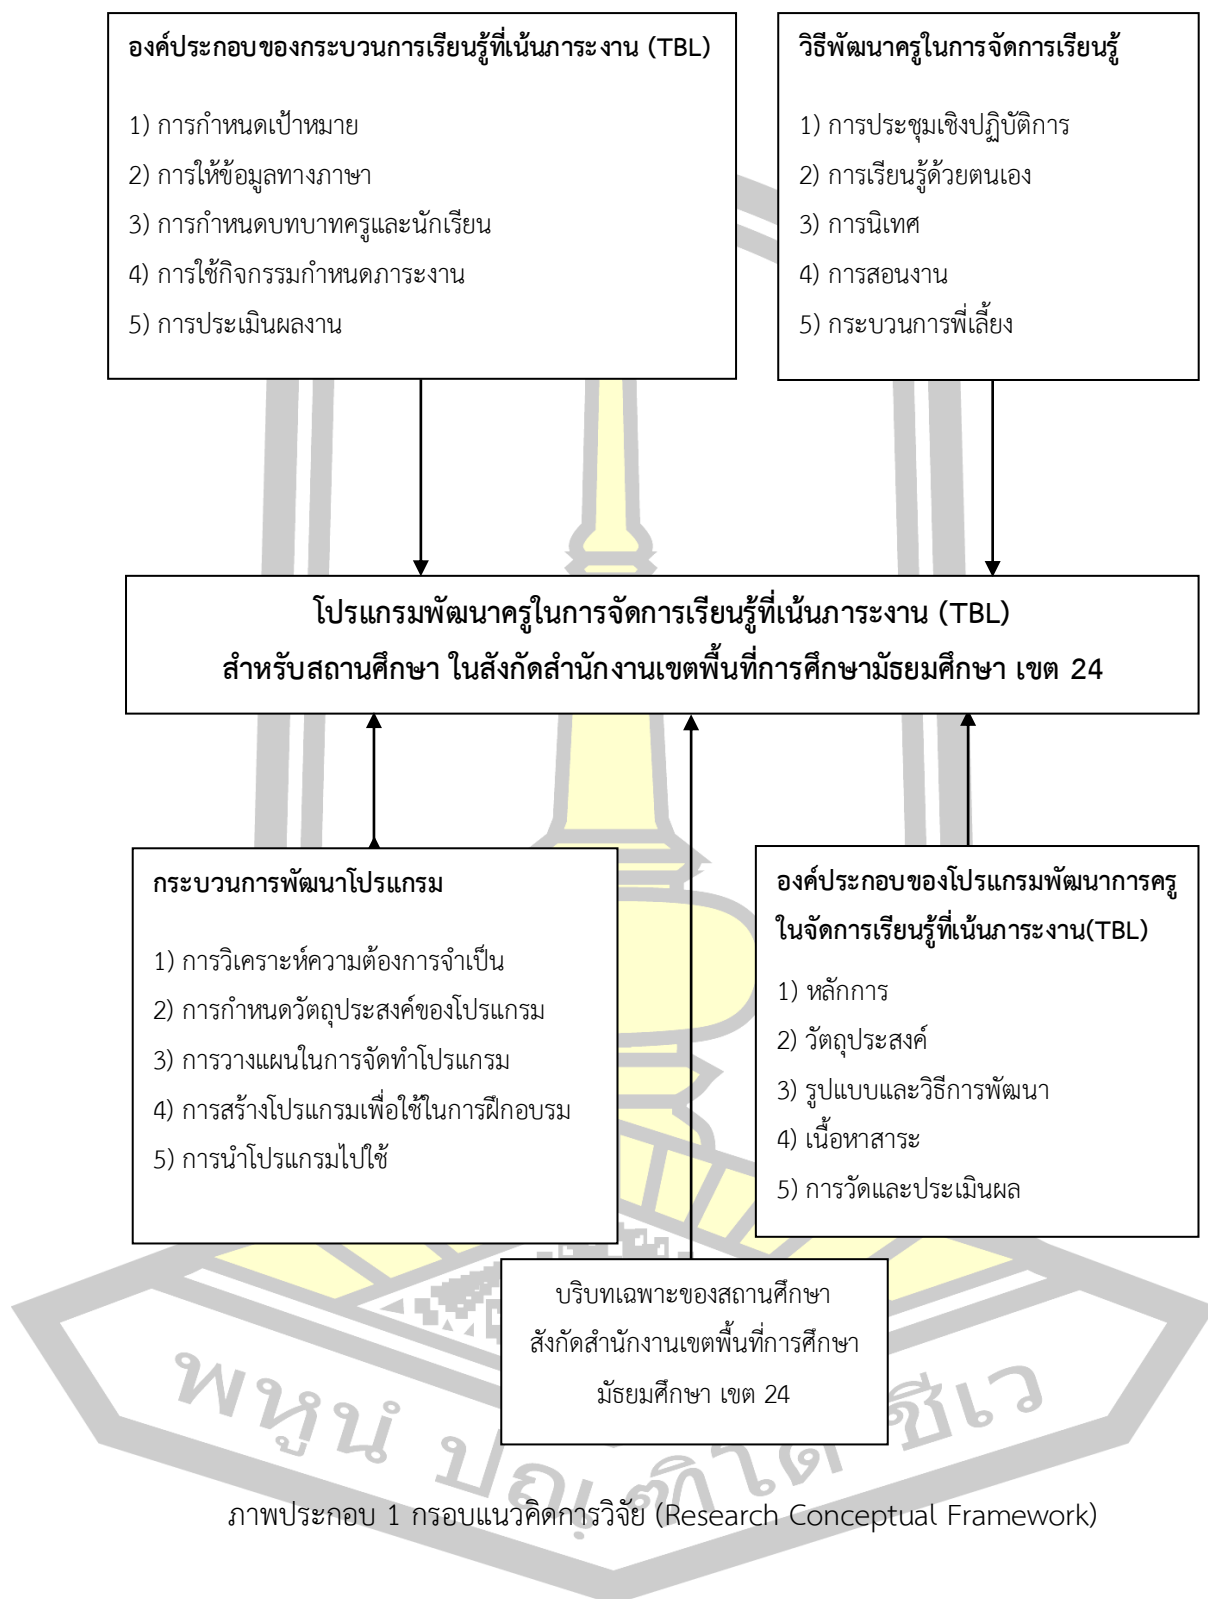 องค์ประกอบของกระบวนการเรียนรู้ที่เน้นภาระงาน (TBL)
1) การกำหนดเป้าหมาย
2) การให้ข้อมูลทางภาษา
3) การกำหนดบทบาทครูและนักเรียน
4) การใช้กิจกรรมกำหนดภาระงาน
5) การประเมินผลงาน
วิธีพัฒนาครูในการจัดการเรียนรู้
1) การประชุมเชิงปฏิบัติการ
2) การเรียนรู้ด้วยตนเอง
3) การนิเทศ
4) การสอนงาน
5) กระบวนการพี่เลี้ยง
โปรแกรมพัฒนาครูในการจัดการเรียนรู้ที่เน้นภาระงาน (TBL)
สำหรับสถานศึกษา ในสังกัดสำนักงานเขตพื้นที่การศึกษามัธยมศึกษา เขต 24
กระบวนการพัฒนาโปรแกรม
1) การวิเคราะห์ความต้องการจำเป็น
2) การกำหนดวัตถุประสงค์ของโปรแกรม
3) การวางแผนในการจัดทำโปรแกรม
4) การสร้างโปรแกรมเพื่อใช้ในการฝึกอบรม
5) การนำโปรแกรมไปใช้
องค์ประกอบของโปรแกรมพัฒนาการครู
ในจัดการเรียนรู้ที่เน้นภาระงาน(TBL)
1) หลักการ
2) วัตถุประสงค์
3) รูปแบบและวิธีการพัฒนา
4) เนื้อหาสาระ
5) การวัดและประเมินผล
บริบทเฉพาะของสถานศึกษา
สังกัดสำนักงานเขตพื้นที่การศึกษา
มัธยมศึกษา เขต 24
พหูนํ ปณฺฑิโต ชีเว
ภาพประกอบ 1 กรอบแนวคิดการวิจัย (Research Conceptual Framework)